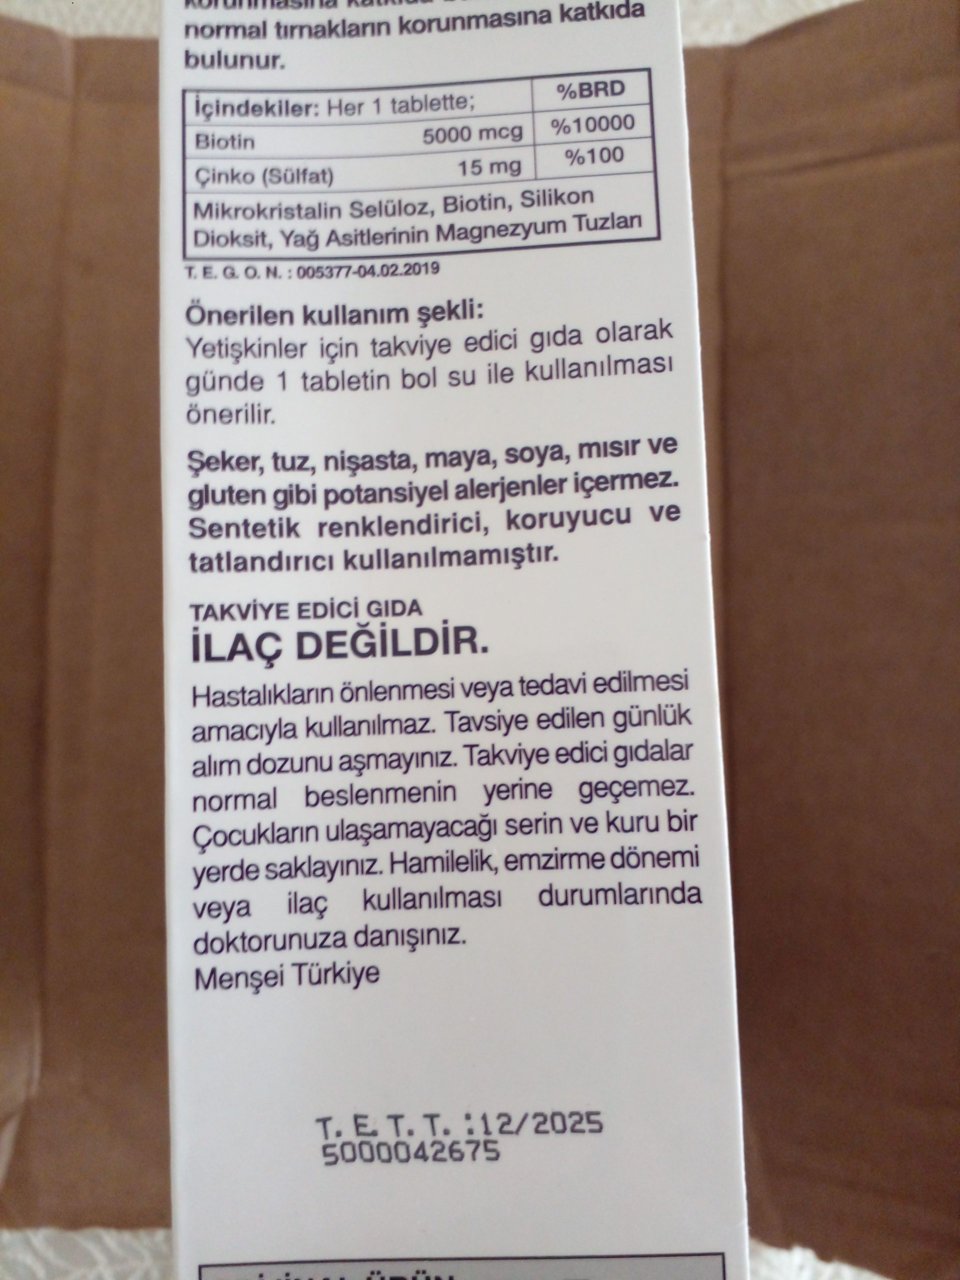 normal tırnakların korunmasına katkıda
bulunur.
İçindekiler: Her 1 tablette; %BRD
Biotin 5000 mcg %10000
Çinko (Sülfat) 15 mg %100
Mikrokristalin Selüloz, Biotin, Silikon
Dioksit, Yağ Asitlerinin Magnezyum Tuzları
T. E. G. O. N. : 005377-04.02.2019
Önerilen kullanım şekli:
Yetişkinler için takviye edici gıda olarak
günde 1 tabletin bol su ile kullanılması
önerilir.
Şeker, tuz, nişasta, maya, soya, mısır ve
gluten gibi potansiyel alerjenler içermez.
Sentetik renklendirici, koruyucu ve
tatlandırıcı kullanılmamıştır.
TAKVİYE EDİCİ GIDA
İLAÇ DEĞİLDİR.
Hastalıkların önlenmesi veya tedavi edilmesi
amacıyla kullanılmaz. Tavsiye edilen günlük
alım dozunu aşmayınız. Takviye edici gıdalar
normal beslenmenin yerine geçemez.
Çocukların ulaşamayacağı serin ve kuru bir
yerde saklayınız. Hamilelik, emzirme dönemi
veya ilaç kullanılması durumlarında
doktorunuza danışınız.
Menşei Türkiye
T. E. T. T. :12/2025
5000042675